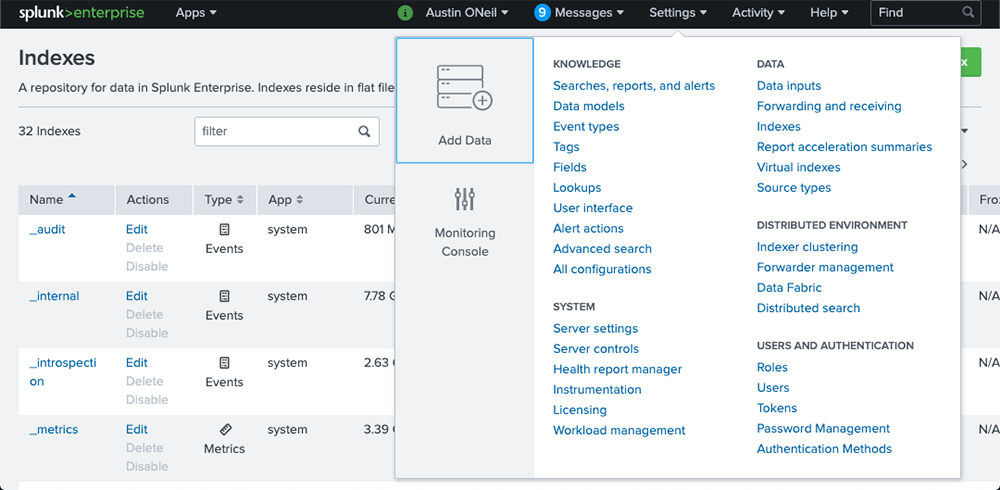 splunk>enterprise Apps Austin ONeil 9 Messages Settings Activity Help Find
Indexes
A repository for data in Splunk Enterprise. Indexes reside in flat file
32 Indexes
filter
Name Actions Type App Curre Fro
_audit Edit Delete Disable Events system 801 M N/A
_internal Edit Delete Disable Events system 7.78 G N/A
_introspecti
on Edit Delete Disable Events system 2.63 G N/A
_metrics Edit Delete Disable Metrics system 3.39 G N/A
Add Data
Monitoring
Console
KNOWLEDGE
Searches, reports, and alerts
Data models
Event types
Tags
Fields
Lookups
User interface
Alert actions
Advanced search
All configurations
SYSTEM
Server settings
Server controls
Health report manager
Instrumentation
Licensing
Workload management
DATA
Data inputs
Forwarding and receiving
Indexes
Report acceleration summaries
Virtual indexes
Source types
DISTRIBUTED ENVIRONMENT
Indexer clustering
Forwarder management
Data Fabric
Distributed search
USERS AND AUTHENTICATION
Roles
Users
Tokens
Password Management
Authentication Methods
x